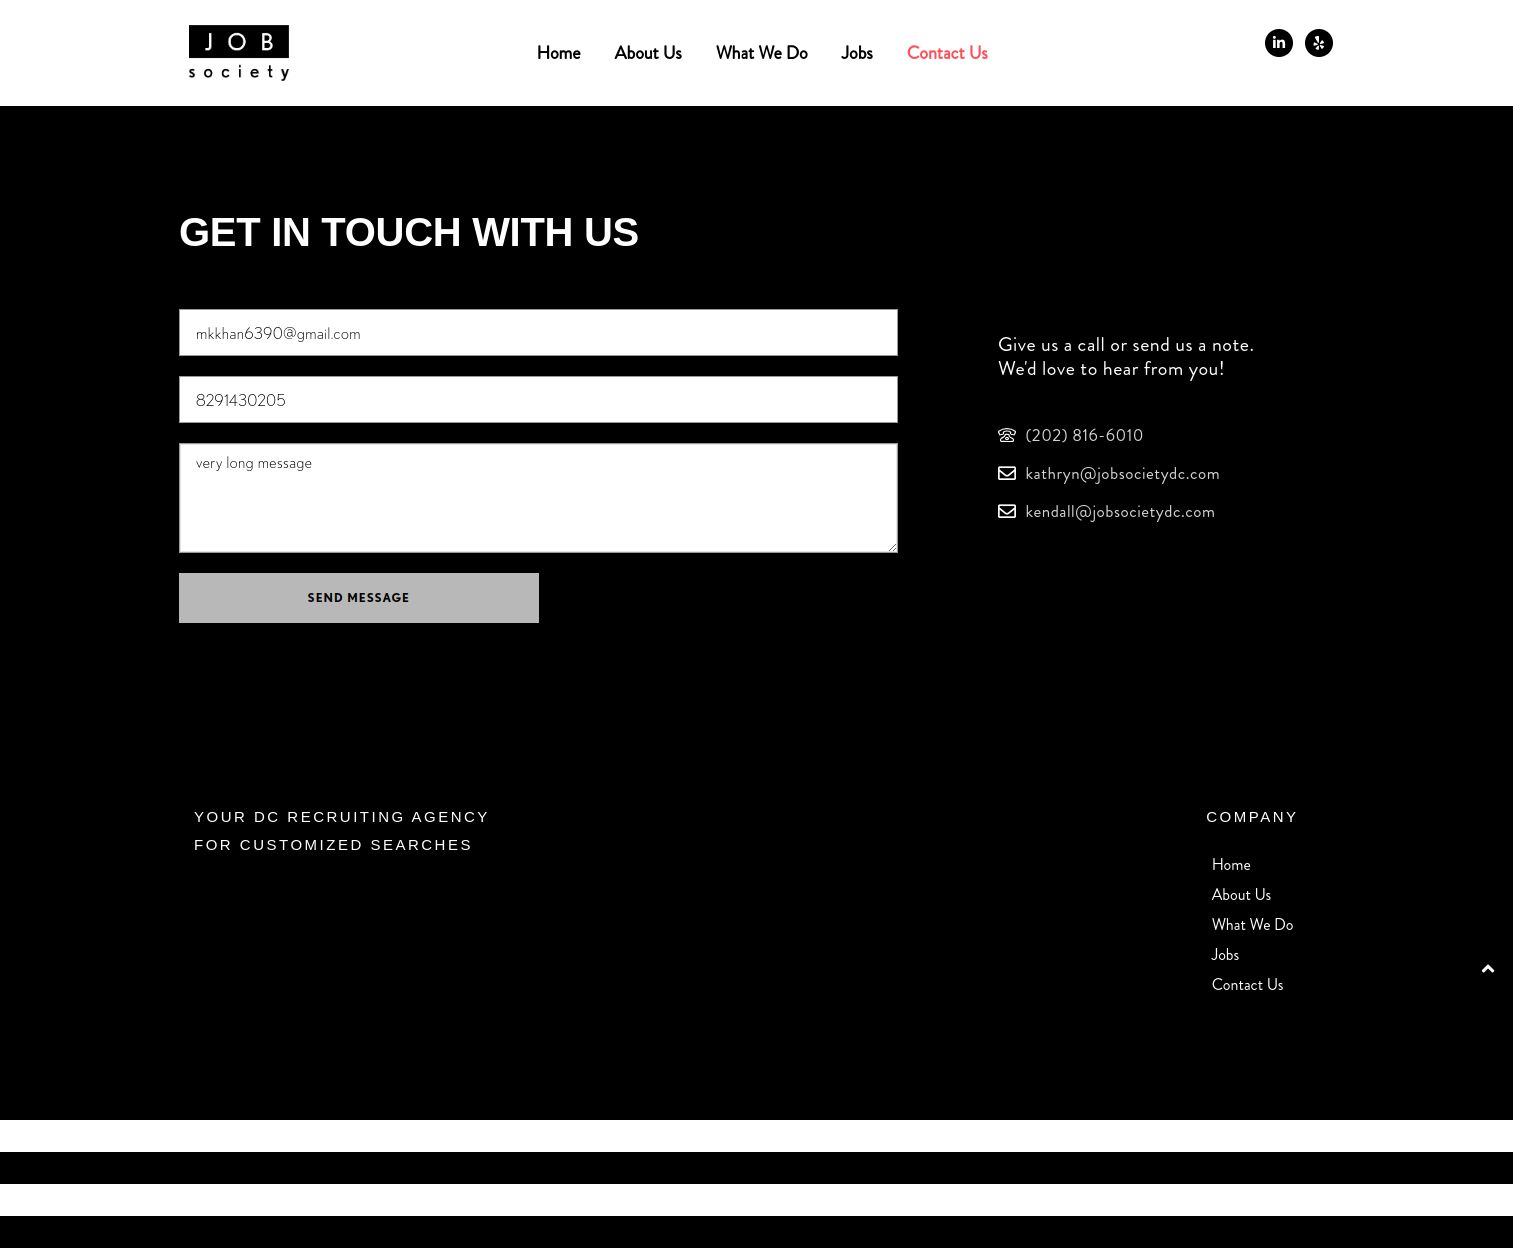 JOB
society
Home
About Us
What We Do
Jobs
Contact Us
GET IN TOUCH WITH US
mkkhan6390@gmail.com
8291430205
very long message
SEND MESSAGE
Give us a call or send us a note.
We'd love to hear from you!
(202) 816-6010
kathryn@jobsocietydc.com
kendall@jobsocietydc.com
YOUR DC RECRUITING AGENCY
FOR CUSTOMIZED SEARCHES
COMPANY
Home
About Us
What We Do
Jobs
Contact Us